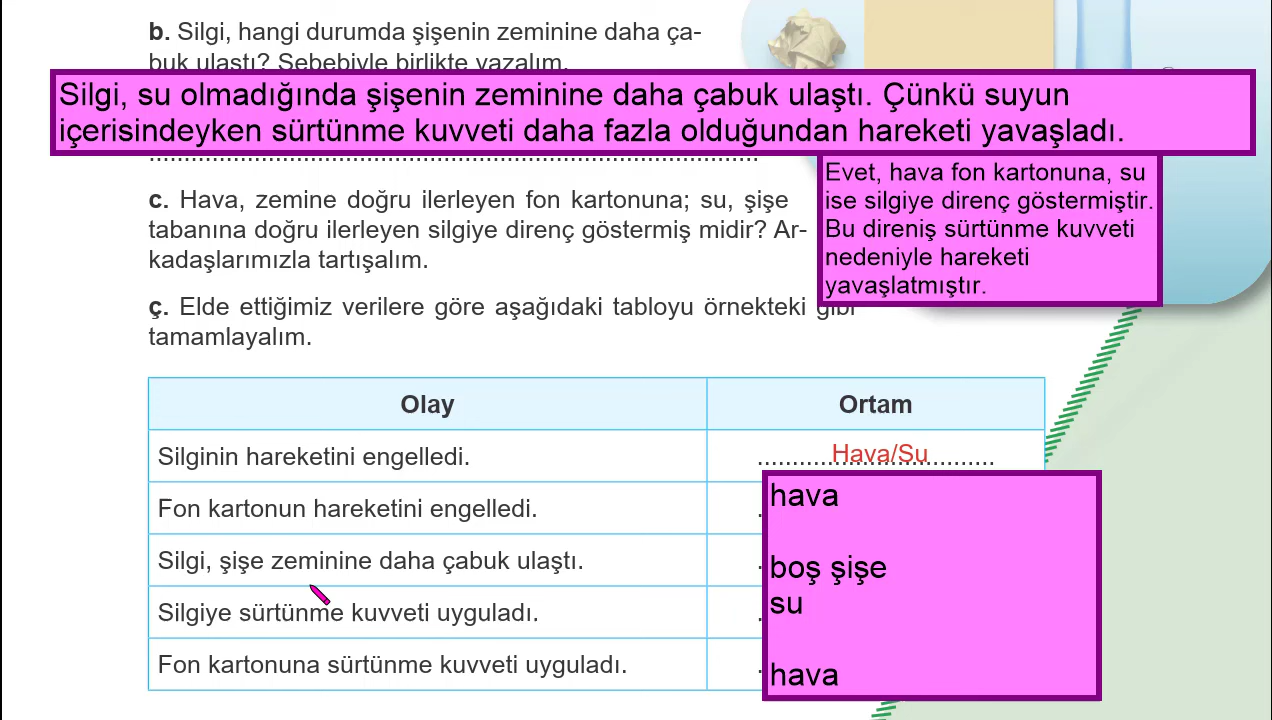 b. Silgi, hangi durumda şişenin zeminine daha ça-
buk ulaştı? Sebebiyle birlikte yazalım.
Silgi, su olmadığında şişenin zeminine daha çabuk ulaştı. Çünkü suyun
içerisindeyken sürtünme kuvveti daha fazla olduğundan hareketi yavaşladı.
c. Hava, zemine doğru ilerleyen fon kartonuna; su, şişe
tabanına doğru ilerleyen silgiye direnç göstermiş midir? Ar-
kadaşlarımızla tartışalım.
Evet, hava fon kartonuna, su
ise silgiye direnç göstermiştir.
Bu direniş sürtünme kuvveti
nedeniyle hareketi
yavaşlatmıştır.
ç. Elde ettiğimiz verilere göre aşağıdaki tabloyu örnekteki gibi
tamamlayalım.
Olay Ortam
Silginin hareketini engelledi. Hava/Su
Fon kartonun hareketini engelledi. hava
Silgi, şişe zeminine daha çabuk ulaştı. boş şişe
Silgiye sürtünme kuvveti uyguladı. su
Fon kartonuna sürtünme kuvveti uyguladı. hava